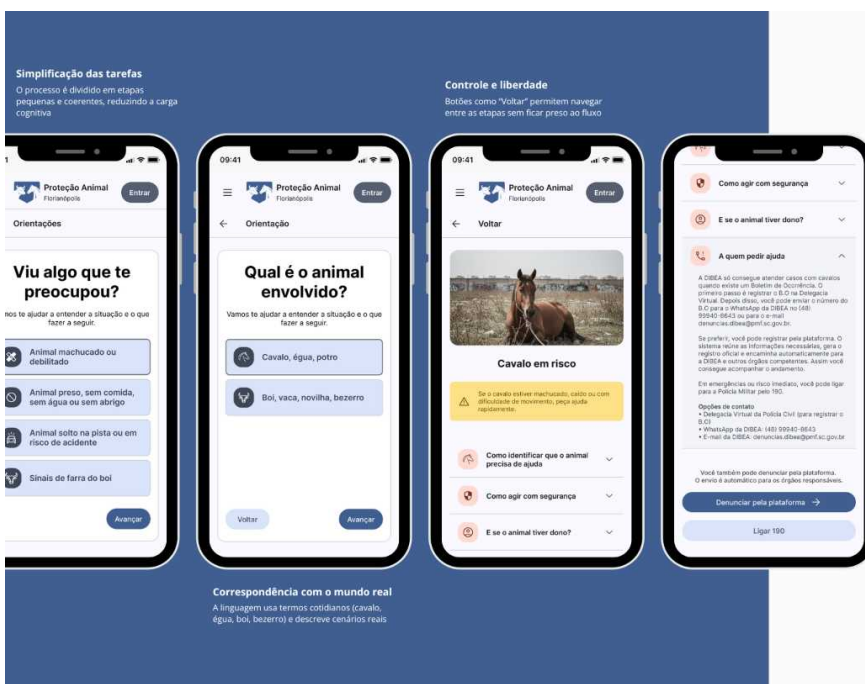 Simplificação das tarefas
O processo é dividido em etapas
pequenas e coerentes, reduzindo a carga
cognitiva
Controle e liberdade
Botões como "Voltar" permitem navegar
entre as etapas sem ficar preso ao fluxo
Proteção Animal
Florianópolis
Entrar
Orientações
Viu algo que te
preocupou?
mos te ajudar a entender a situação e o que
fazer a seguir.
Animal machucado ou
debilitado
Animal preso, sem comida,
sem água ou sem abrigo
Animal solto na pista ou em
risco de acidente
Sinais de farra do boi
Avançar
09:41
Proteção Animal
Florianópolis
Entrar
Orientação
Qual é o animal
envolvido?
Vamos te ajudar a entender a situação e o que
fazer a seguir.
Cavalo, égua, potro
Boi, vaca, novilha, bezerro
Voltar
Avançar
09:41
Proteção Animal
Florianópolis
Entrar
Voltar
Cavalo em risco
Se o cavalo estiver machucado, caído ou com
dificuldade de movimento, peça ajuda
rapidamente.
Como identificar que o animal
precisa de ajuda
Como agir com segurança
E se o animal tiver dono?
Como agir com segurança
E se o animal tiver dono?
A quem pedir ajuda
A DIBEA só consegue atender casos com cavalos
quando existe um Boletim de Ocorrência. O
primeiro passo é registrar o B.O na Delegacia
Virtual. Depois disso, você pode enviar o número do
B.O para o WhatsApp da DIBEA no (48)
99940-6643 ou para o e-mail
denuncias.dibea@pmf.sc.gov.br.
Se preferir, você pode registrar pela plataforma. O
sistema reúne as informações necessárias, gera o
registro oficial e encaminha automaticamente para
a DIBEA e outros órgãos competentes. Assim você
consegue acompanhar o andamento.
Em emergências ou risco imediato, você pode ligar
para a Polícia Militar pelo 190.
Opções de contato
• Delegacia Virtual da Polícia Civil (para registrar o
B.O)
• WhatsApp da DIBEA: (48) 99940-6643
• E-mail da DIBEA: denuncias.dibea@pmf.sc.gov.br
Você também pode denunciar pela plataforma.
O envio é automático para os órgãos responsáveis.
Denunciar pela plataforma →
Ligar 190
Correspondência com o mundo real
A linguagem usa termos cotidianos (cavalo,
égua, boi, bezerro) e descreve cenários reais